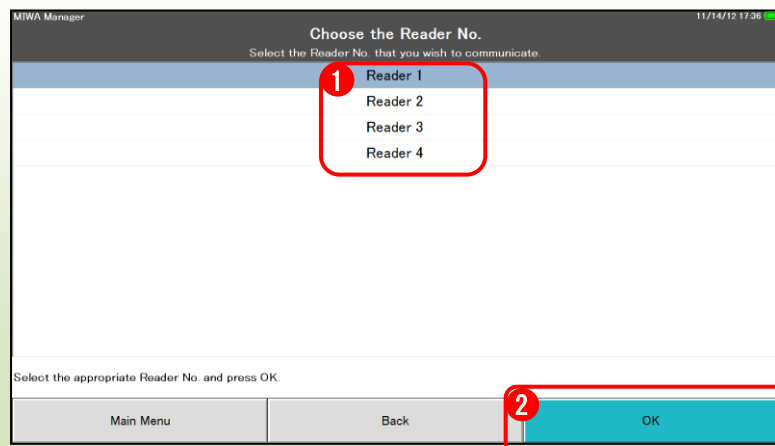 MIWA Manager 11/14/12 17:36
Choose the Reader No.
Select the Reader No. that you wish to communicate.
1
Reader 1
Reader 2
Reader 3
Reader 4
Select the appropriate Reader No. and press OK.
2
Main Menu Back OK